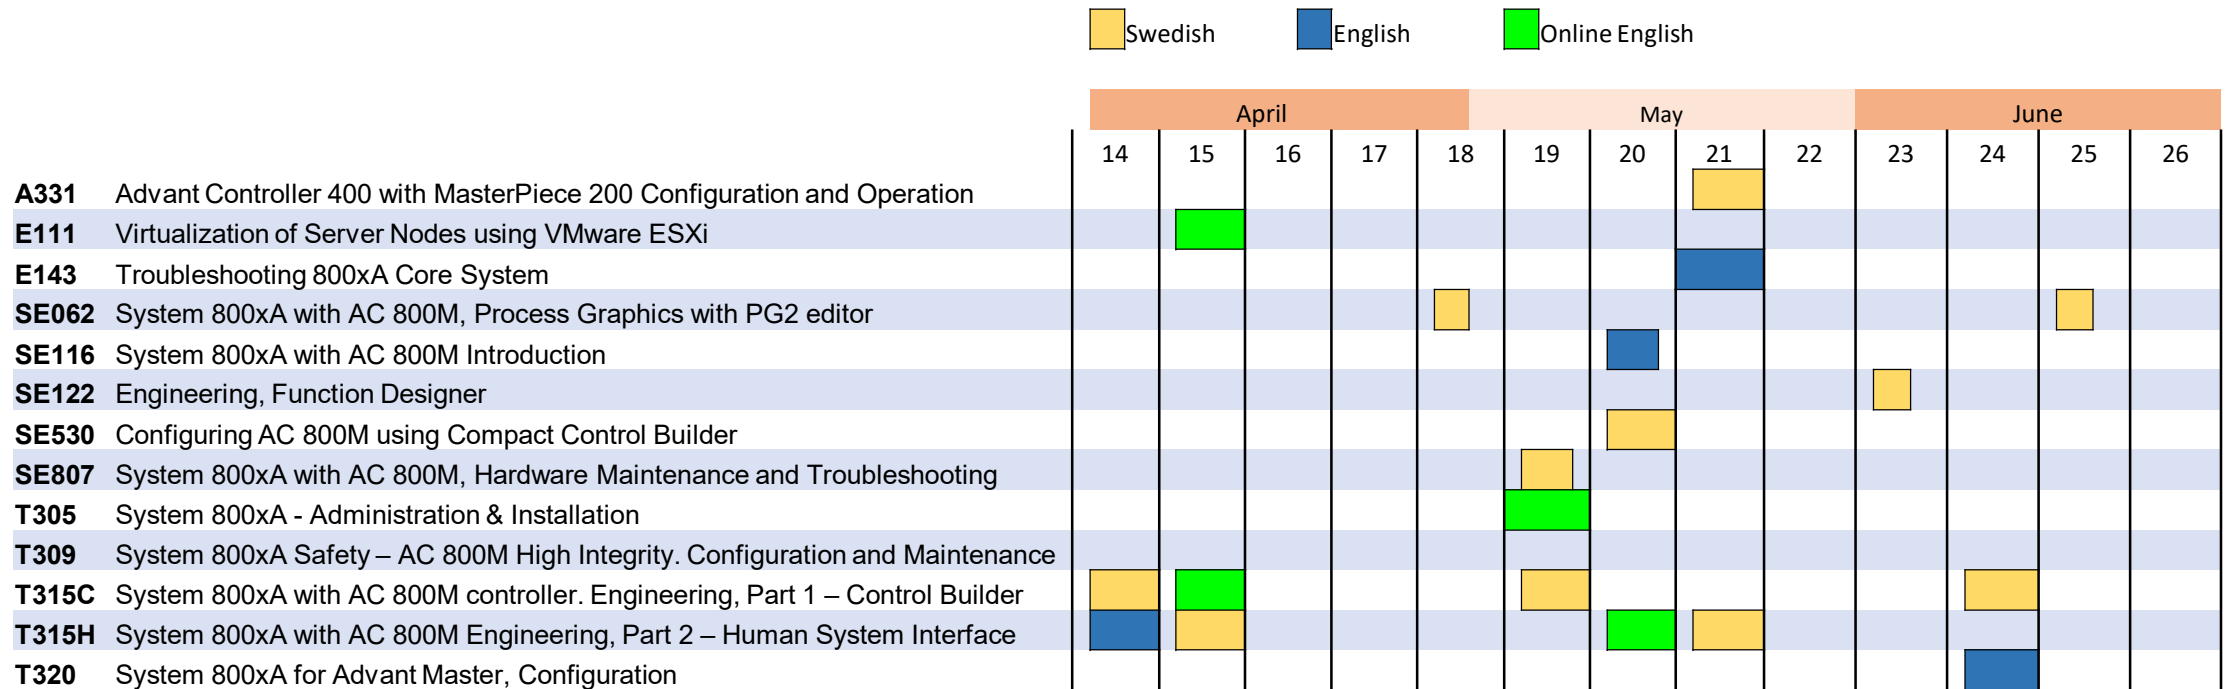 Swedish English Online English
April May June
14 15 16 17 18 19 20 21 22 23 24 25 26
A331 Advant Controller 400 with MasterPiece 200 Configuration and Operation
E111 Virtualization of Server Nodes using VMware ESXi
E143 Troubleshooting 800xA Core System
SE062 System 800xA with AC 800M, Process Graphics with PG2 editor
SE116 System 800xA with AC 800M Introduction
SE122 Engineering, Function Designer
SE530 Configuring AC 800M using Compact Control Builder
SE807 System 800xA with AC 800M, Hardware Maintenance and Troubleshooting
T305 System 800xA - Administration & Installation
T309 System 800xA Safety – AC 800M High Integrity. Configuration and Maintenance
T315C System 800xA with AC 800M controller. Engineering, Part 1 – Control Builder
T315H System 800xA with AC 800M Engineering, Part 2 – Human System Interface
T320 System 800xA for Advant Master, Configuration